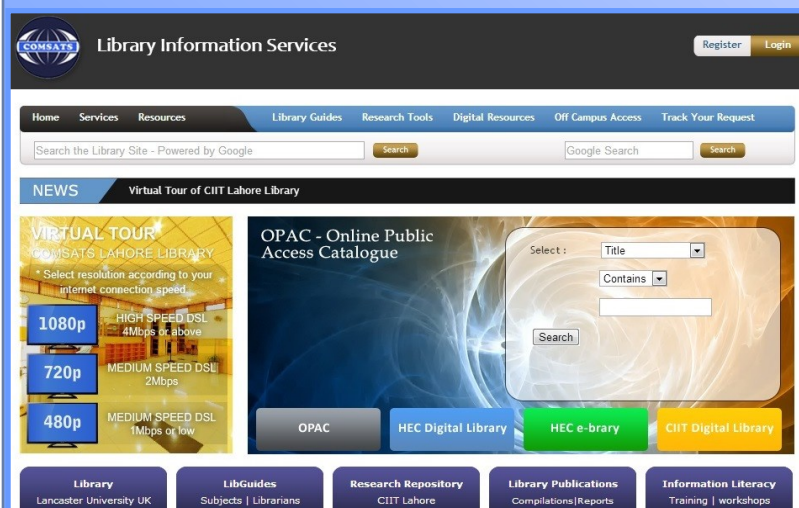 COMSATS
Library Information Services
Register Login
Home Services Resources Library Guides Research Tools Digital Resources Off Campus Access Track Your Request
Search the Library Site - Powered by Google Search Google Search Search
NEWS Virtual Tour of CIIT Lahore Library
VIRTUAL TOUR
COMSATS LAHORE LIBRARY
* Select resolution according to your
internet connection speed
1080p
HIGH SPEED DSL
4Mbps or above
720p
MEDIUM SPEED DSL
2Mbps
480p
MEDIUM SPEED DSL
1Mbps or low
OPAC - Online Public
Access Catalogue
Select : Title
Contains
Search
OPAC HEC Digital Library HEC e-brary CIIT Digital Library
Library
Lancaster University UK
LibGuides
Subjects | Librarians
Research Repository
CIIT Lahore
Library Publications
Compilations|Reports
Information Literacy
Training | workshops